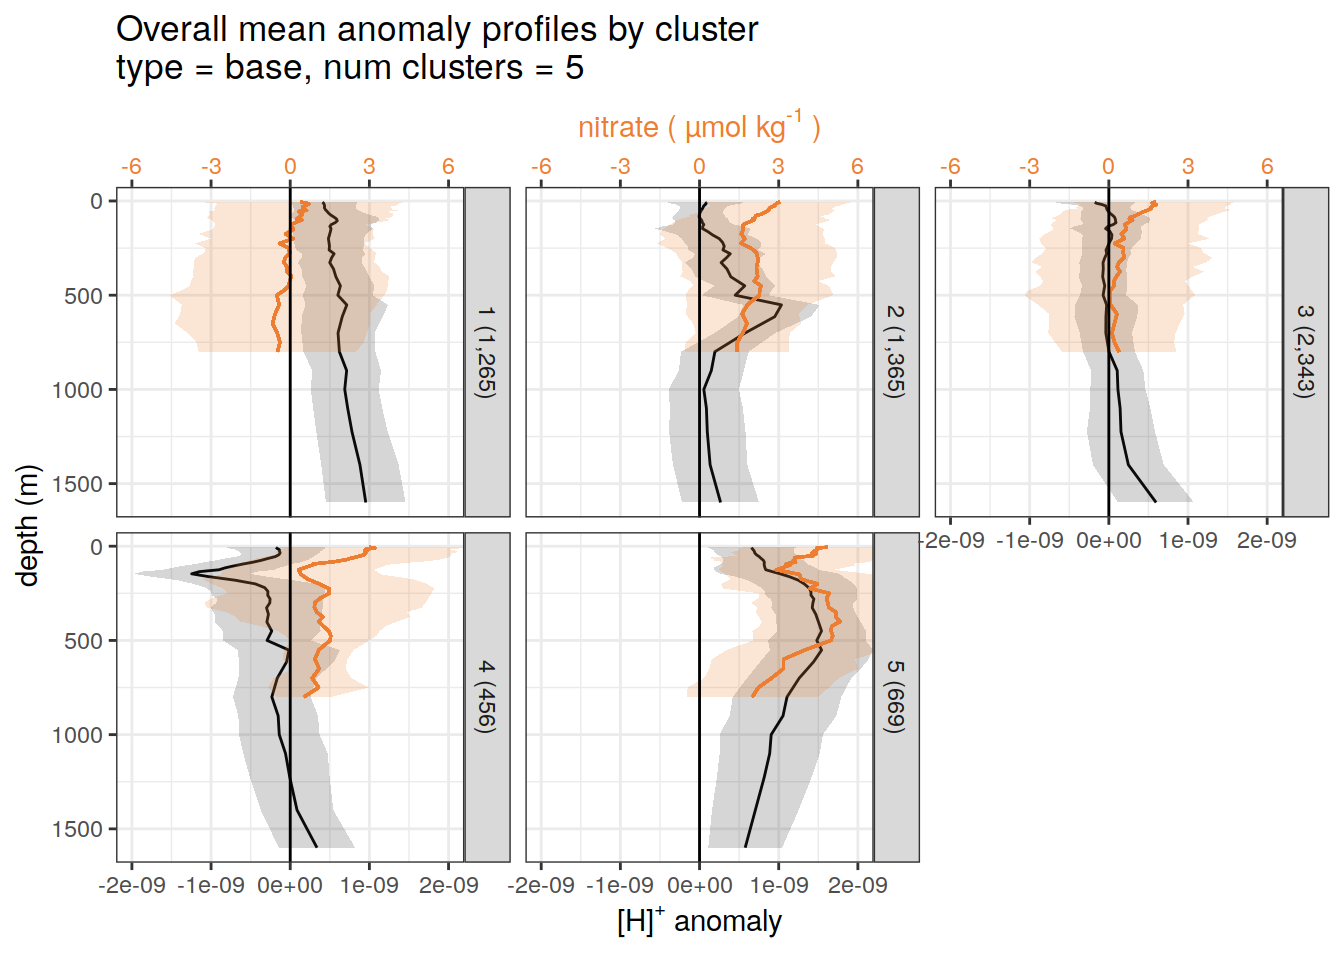 Overall mean anomaly profiles by cluster
type = base, num clusters = 5
nitrate ( µmol kg⁻¹ )
-6 -3 0 3 6 -6 -3 0 3 6 -6 -3 0 3 6
0
500
1000
1500
1 (1,265)
2 (1,365)
3 (2,343)
-2e-09 -1e-09 0e+00 1e-09 2e-09
depth (m)
0
500
1000
1500
4 (456)
5 (669)
-2e-09 -1e-09 0e+00 1e-09 2e-09 -2e-09 -1e-09 0e+00 1e-09 2e-09
[H]⁺ anomaly